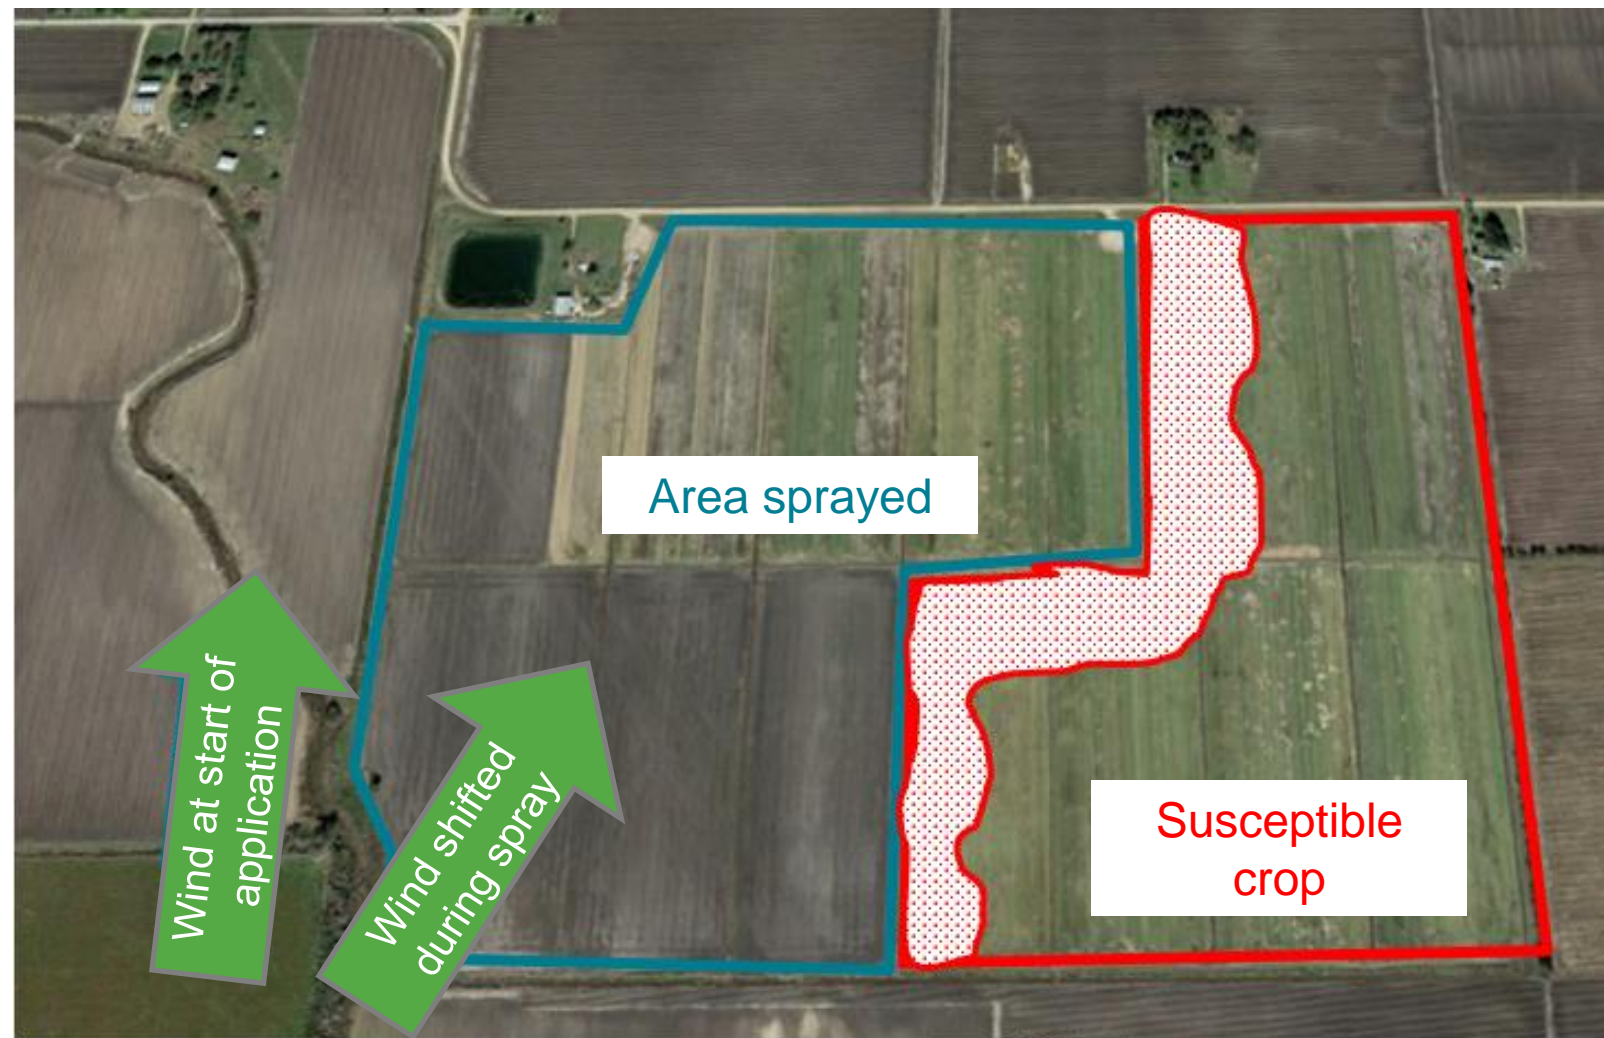 Area sprayed
Wind at start of
application
Wind shifted
during spray
Susceptible
crop